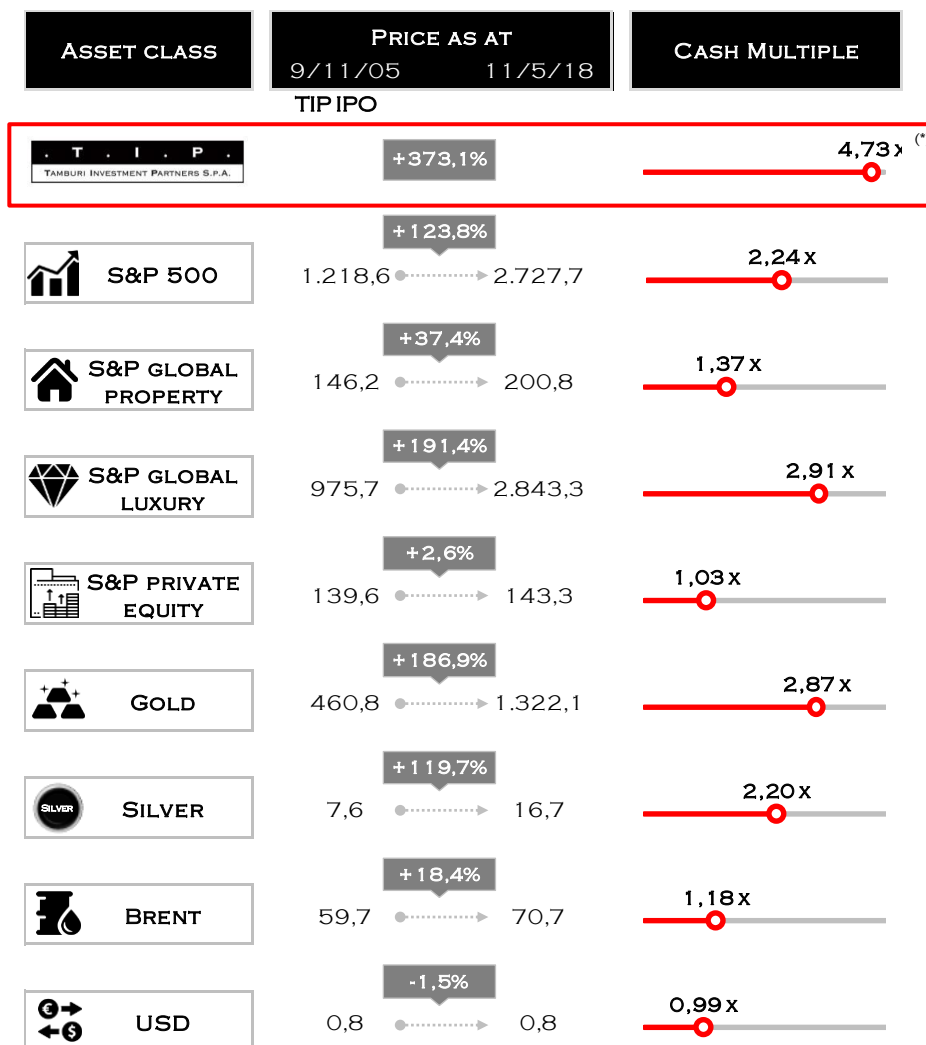 ASSET CLASS
PRICE AS AT
9/11/05 11/5/18
CASH MULTIPLE
TIP IPO
. T . I . P .
TAMBURI INVESTMENT PARTNERS S.P.A.
+373,1%
4,73 x
(*
+123,8%
S&P 500
1.218,6
2.727,7
2,24 x
+37,4%
S&P GLOBAL
PROPERTY
146,2
200,8
1,37 x
+191,4%
S&P GLOBAL
LUXURY
975,7
2.843,3
2,91 x
+2,6%
S&P PRIVATE
EQUITY
139,6
143,3
1,03 x
+186,9%
GOLD
460,8
1.322,1
2,87 x
+119,7%
SILVER
SILVER
7,6
16,7
2,20 x
+18,4%
BRENT
59,7
70,7
1,18 x
-1,5%
€
$
USD
0,8
0,8
0,99 x